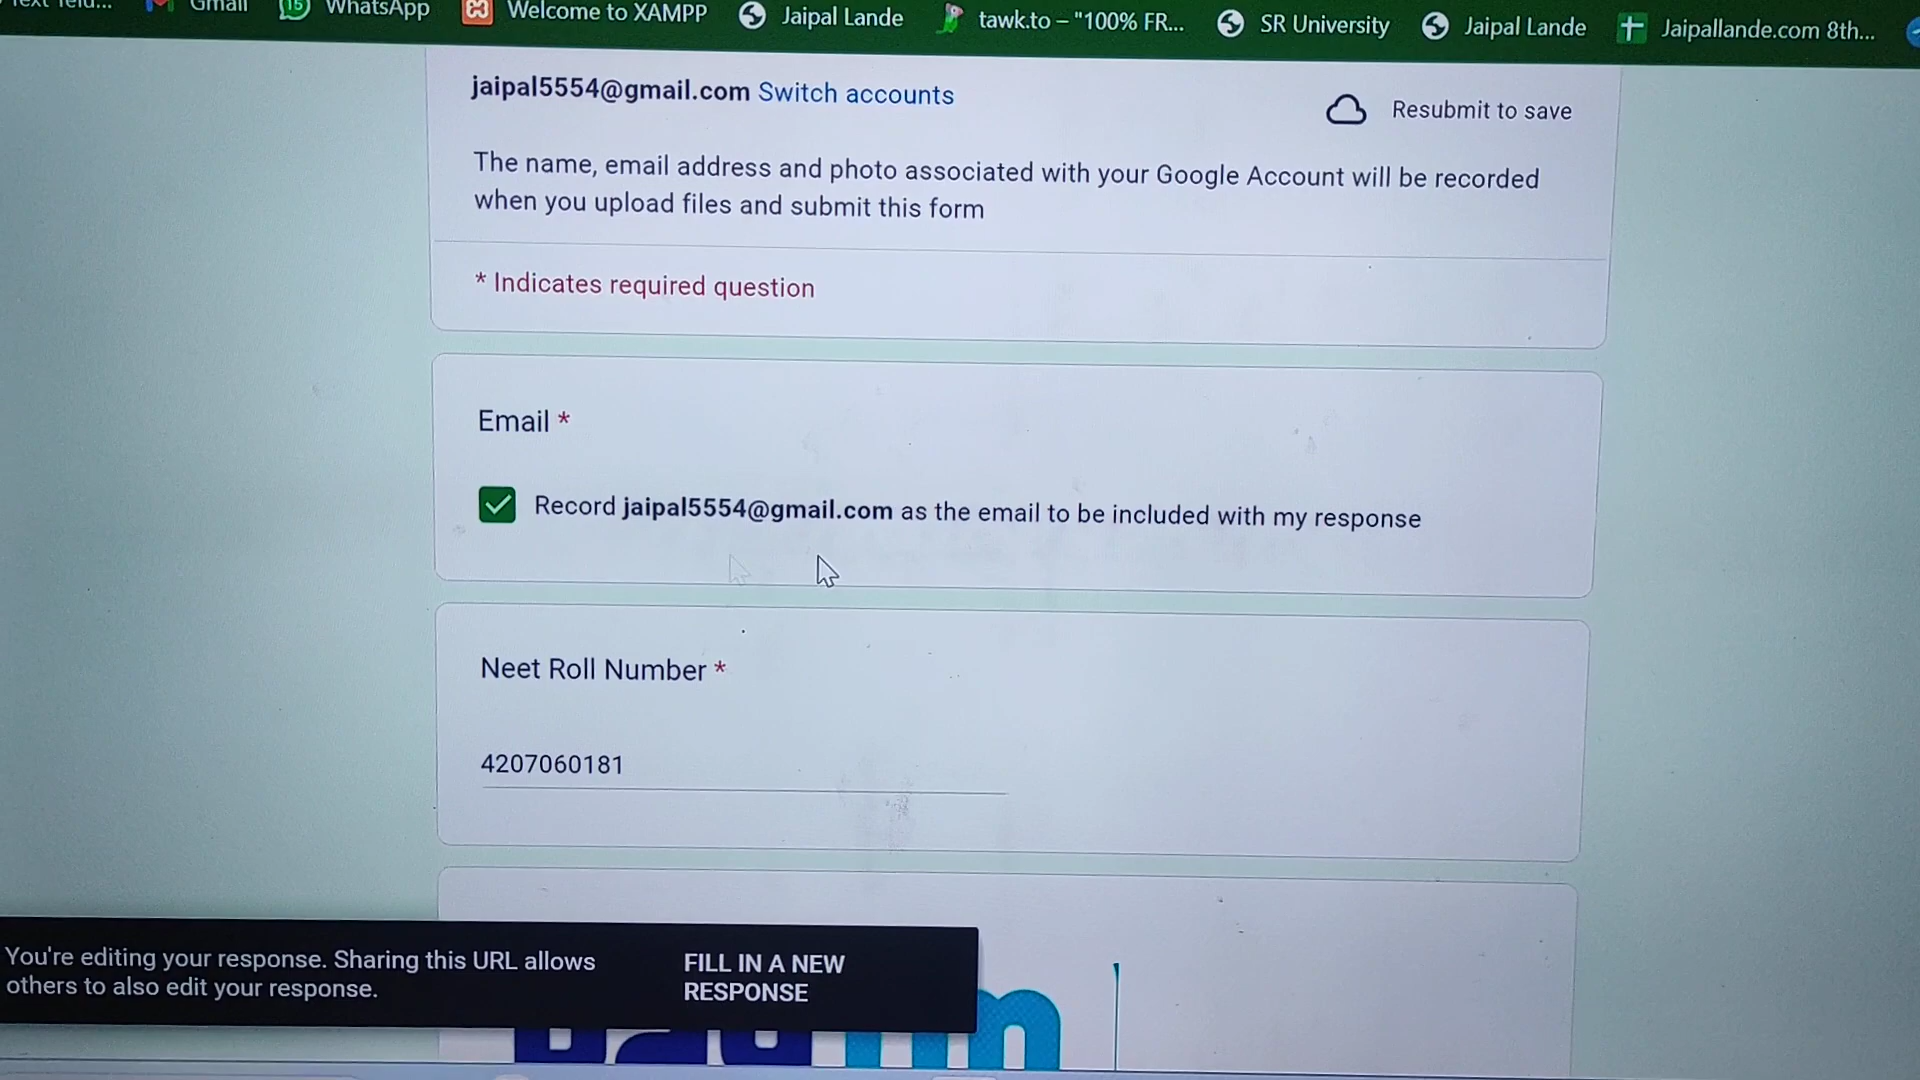 Gmail
15
WhatsApp
Welcome to XAMPP
Jaipal Lande
tawk.to – "100% FR...
SR University
Jaipal Lande
Jaipallande.com 8th...
jaipal5554@gmail.com Switch accounts
Resubmit to save
The name, email address and photo associated with your Google Account will be recorded
when you upload files and submit this form
* Indicates required question
Email *
Record jaipal5554@gmail.com as the email to be included with my response
Neet Roll Number *
4207060181
You're editing your response. Sharing this URL allows
others to also edit your response.
FILL IN A NEW
RESPONSE